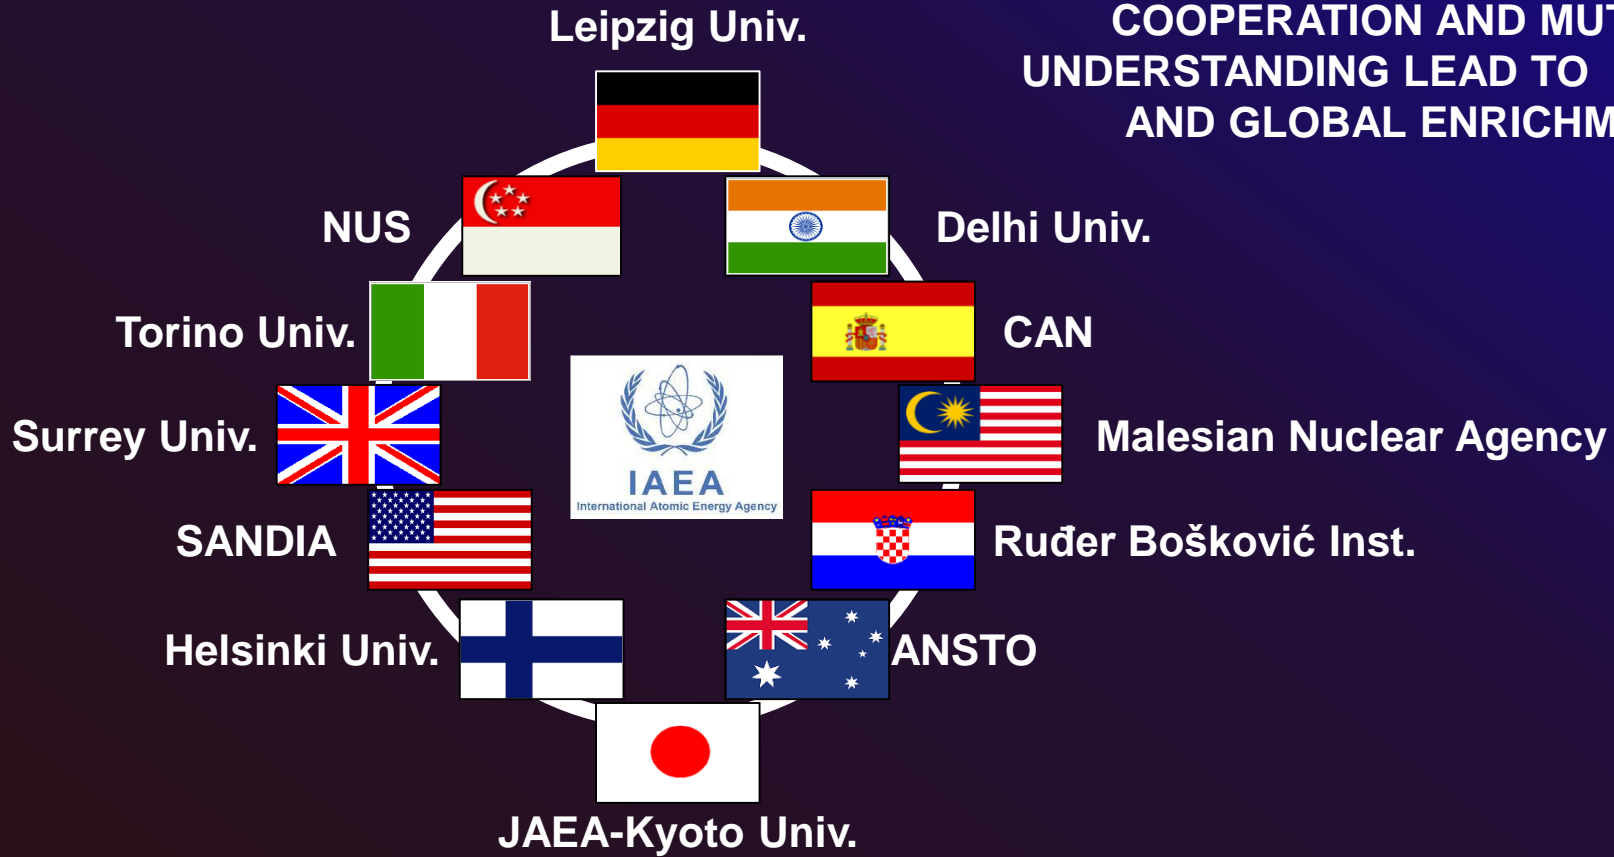 Leipzig Univ.
COOPERATION AND MUT
UNDERSTANDING LEAD TO
AND GLOBAL ENRICHM
NUS
Delhi Univ.
Torino Univ.
CAN
IAEA
International Atomic Energy Agency
Surrey Univ.
Malesian Nuclear Agency
SANDIA
Ruđer Bošković Inst.
Helsinki Univ.
ANSTO
JAEA-Kyoto Univ.